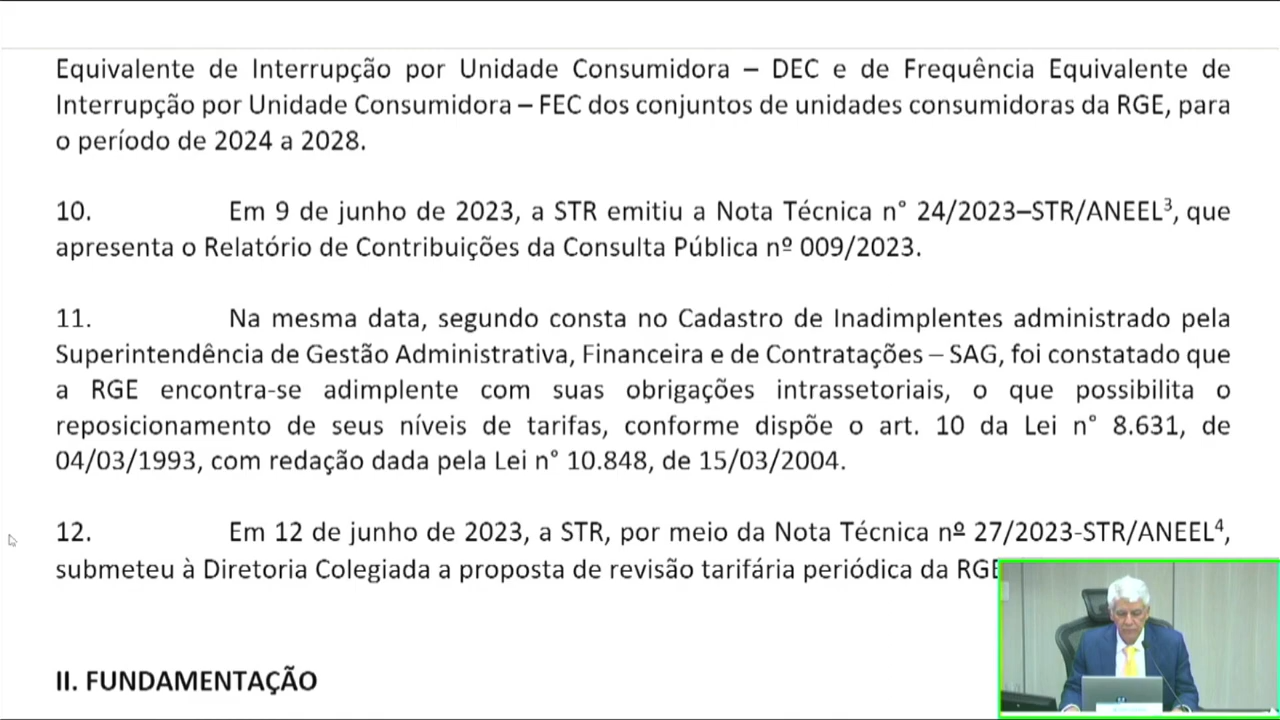 Equivalente de Interrupção por Unidade Consumidora – DEC e de Frequência Equivalente de
Interrupção por Unidade Consumidora – FEC dos conjuntos de unidades consumidoras da RGE, para
o período de 2024 a 2028.
10. Em 9 de junho de 2023, a STR emitiu a Nota Técnica n° 24/2023–STR/ANEEL³, que
apresenta o Relatório de Contribuições da Consulta Pública nº 009/2023.
11. Na mesma data, segundo consta no Cadastro de Inadimplentes administrado pela
Superintendência de Gestão Administrativa, Financeira e de Contratações – SAG, foi constatado que
a RGE encontra-se adimplente com suas obrigações intrassetoriais, o que possibilita o
reposicionamento de seus níveis de tarifas, conforme dispõe o art. 10 da Lei n° 8.631, de
04/03/1993, com redação dada pela Lei n° 10.848, de 15/03/2004.
12. Em 12 de junho de 2023, a STR, por meio da Nota Técnica nº 27/2023-STR/ANEEL⁴,
submeteu à Diretoria Colegiada a proposta de revisão tarifária periódica da RGE
II. FUNDAMENTAÇÃO